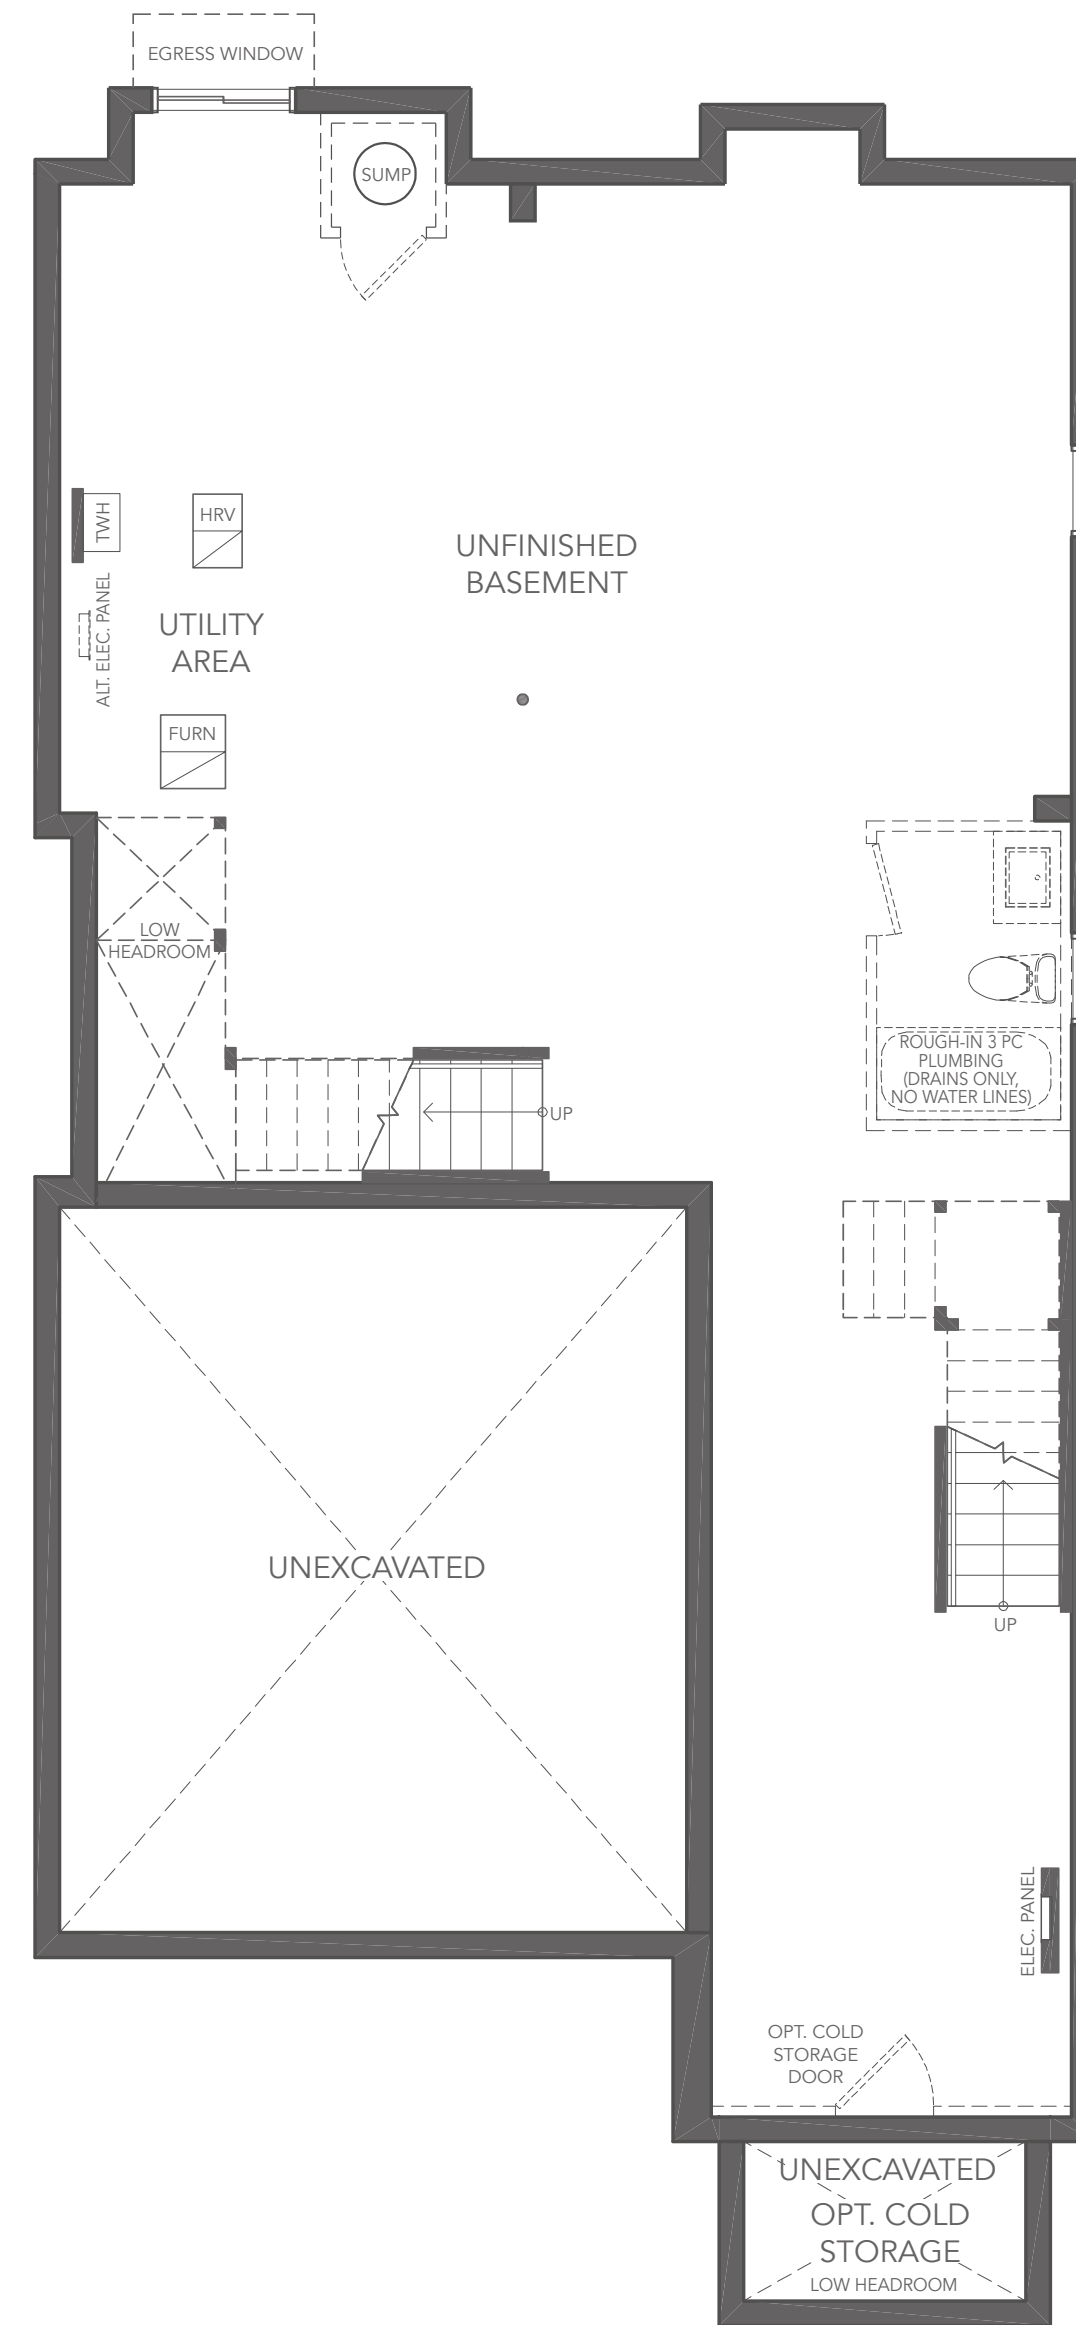 EGRESS WINDOW
SUMP
TWH
HRV
UNFINISHED
BASEMENT
ALT. ELEC. PANEL
UTILITY
AREA
FURN
LOW
HEADROOM
ROUGH-IN 3 PC
PLUMBING
(DRAINS ONLY,
NO WATER LINES)
UP
UNEXCAVATED
UP
ELEC. PANEL
OPT. COLD
STORAGE
DOOR
UNEXCAVATED
OPT. COLD
STORAGE
LOW HEADROOM